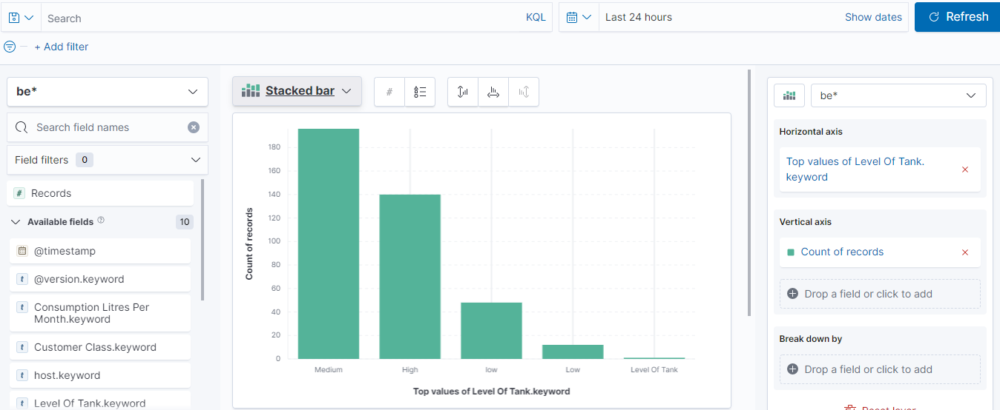 Search
KQL
Last 24 hours
Show dates
Refresh
+ Add filter
be*
Search field names
Field filters 0
# Records
Available fields ? 10
@timestamp
t @version.keyword
t Consumption Litres Per
Month.keyword
t Customer Class.keyword
t host.keyword
t Level Of Tank.keyword
Stacked bar
#
Count of records
180
160
140
120
100
80
60
40
20
0
Medium
High
low
Low
Level Of Tank
Top values of Level Of Tank.keyword
be*
Horizontal axis
Top values of Level Of Tank.
keyword
Vertical axis
Count of records
Drop a field or click to add
Break down by
Drop a field or click to add
Reset layer